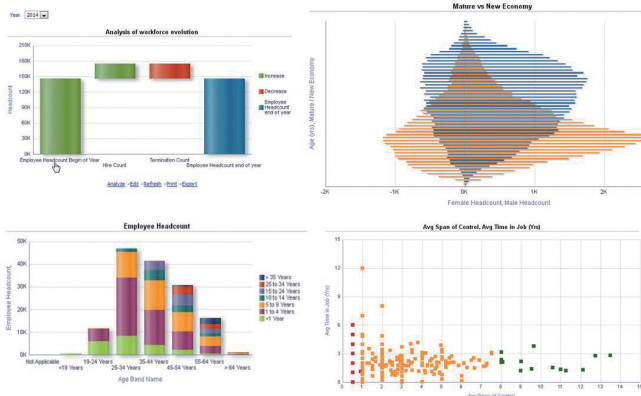 Year 2014
Analysis of workforce evolution
Headcount
210K
180K
150K
120K
90K
60K
30K
0K
Employee Headcount Begin of Year
Hire Count
Termination Count
Employee Headcount end of year
Increase
Decrease
Employee Headcount end of year
Analyze - Edit - Refresh - Print - Export
Mature vs New Economy
Age (Yrs), Mature / New Economy
-2K
-1K
0K
1K
2K
Female Headcount, Male Headcount
Employee Headcount
Employee Headcount,
50K
40K
30K
20K
10K
0K
Not Applicable
<19 Years
19-24 Years
25-34 Years
35-44 Years
45-54 Years
55-64 Years
> 64 Years
Age Band Name
> 35 Years
25 to 34 Years
15 to 24 Years
10 to 14 Years
5 to 9 Years
1 to 4 Years
<1 Year
Avg Span of Control, Avg Time in Job (Yrs)
Avg Time in Job (Yrs)
15
12
9
6
3
0
0
1
2
3
4
5
6
7
8
9
10
11
12
13
14
15
Avg Span of Control